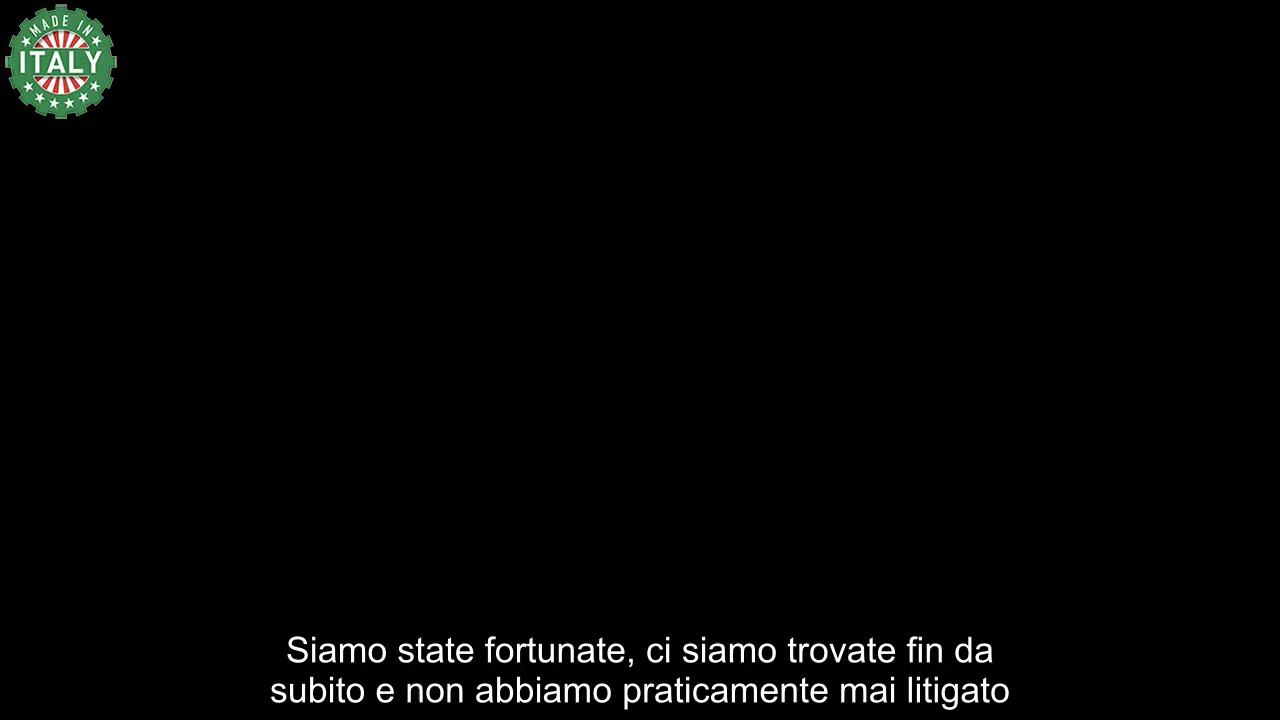 MADE IN
ITALY
Siamo state fortunate, ci siamo trovate fin da
subito e non abbiamo praticamente mai litigato